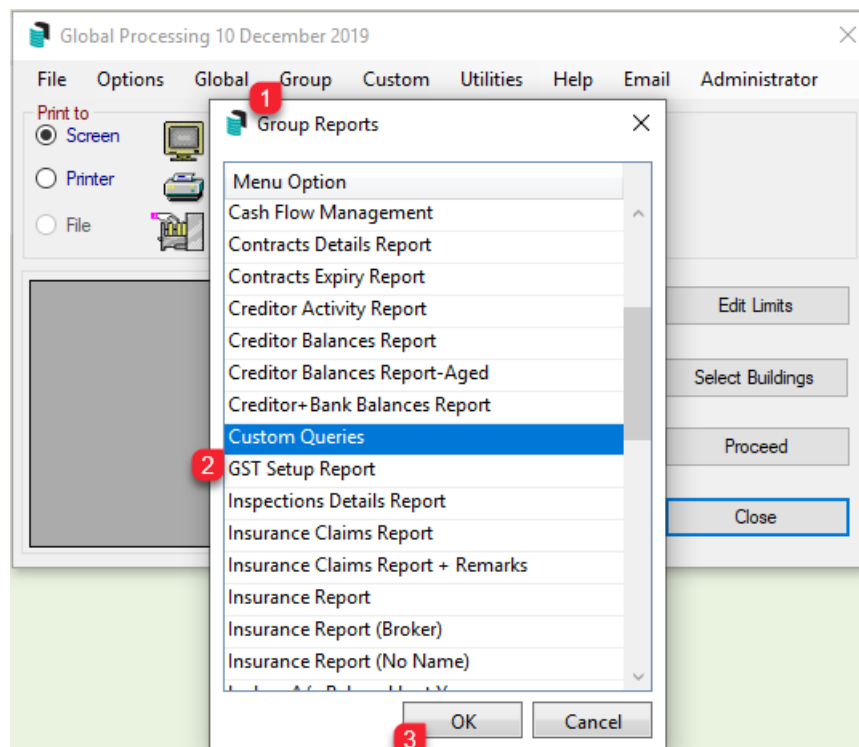 Global Processing 10 December 2019
File Options Global Group Custom Utilities Help Email Administrator
1
Print to
Screen
Printer
File
Group Reports
Menu Option
Cash Flow Management
Contracts Details Report
Contracts Expiry Report
Creditor Activity Report
Creditor Balances Report
Creditor Balances Report-Aged
Creditor+Bank Balances Report
Custom Queries
2
GST Setup Report
Inspections Details Report
Insurance Claims Report
Insurance Claims Report + Remarks
Insurance Report
Insurance Report (Broker)
Insurance Report (No Name)
OK Cancel
3
Edit Limits
Select Buildings
Proceed
Close